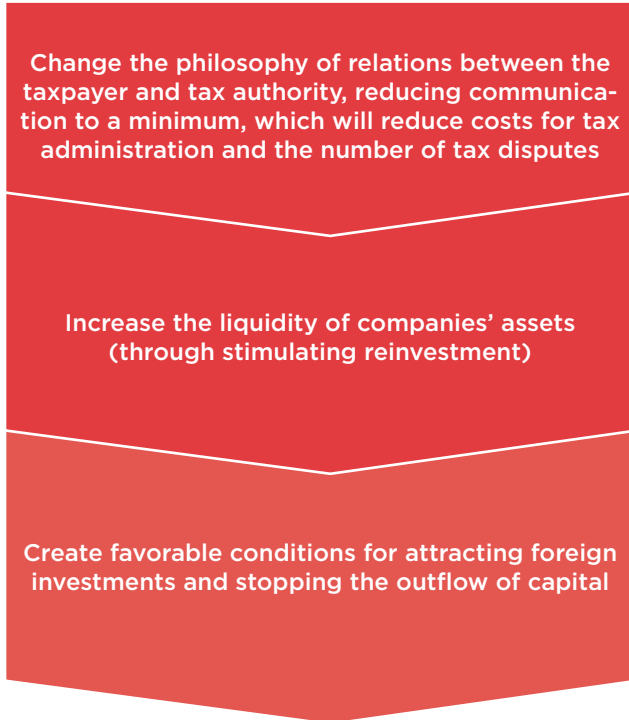 Change the philosophy of relations between the
taxpayer and tax authority, reducing communica-
tion to a minimum, which will reduce costs for tax
administration and the number of tax disputes
Increase the liquidity of companies’ assets
(through stimulating reinvestment)
Create favorable conditions for attracting foreign
investments and stopping the outflow of capital